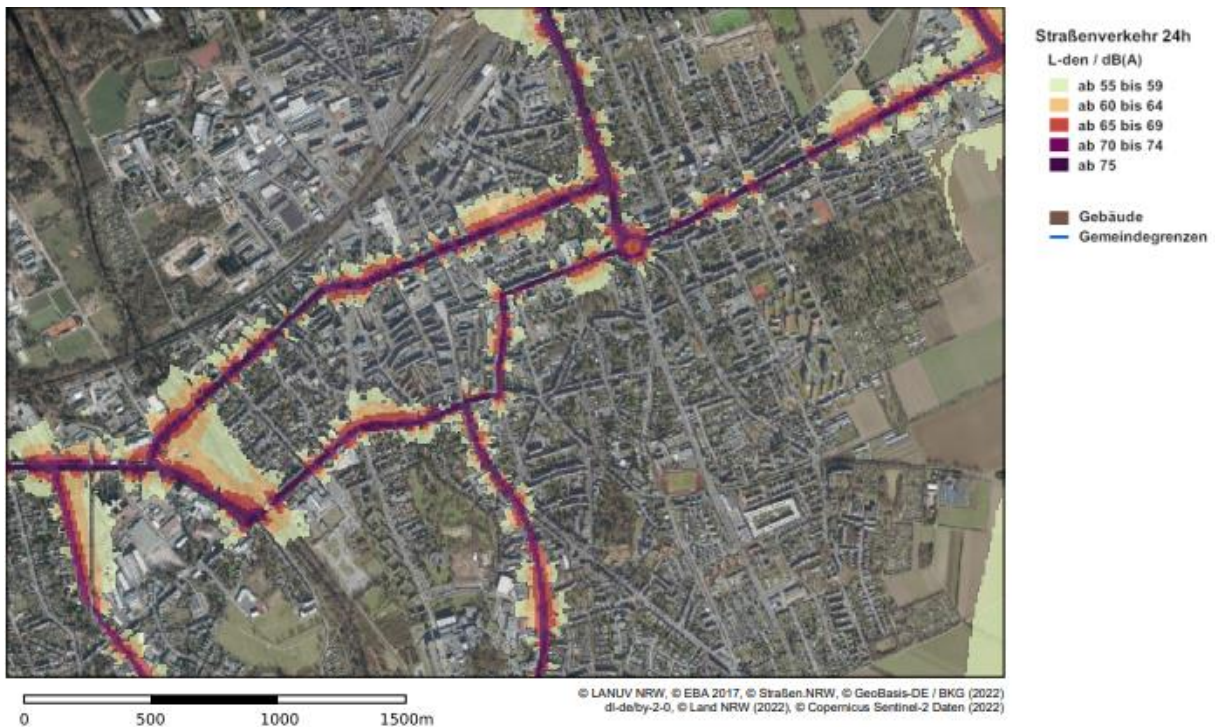 Straßenverkehr 24h
L-den / dB(A)
ab 55 bis 59
ab 60 bis 64
ab 65 bis 69
ab 70 bis 74
ab 75
Gebäude
Gemeindegrenzen
0 500 1000 1500m
© LANUV NRW, © EBA 2017, © Straßen.NRW, © GeoBasis-DE / BKG (2022)
dl-de/by-2-0, © Land NRW (2022), © Copernicus Sentinel-2 Daten (2022)